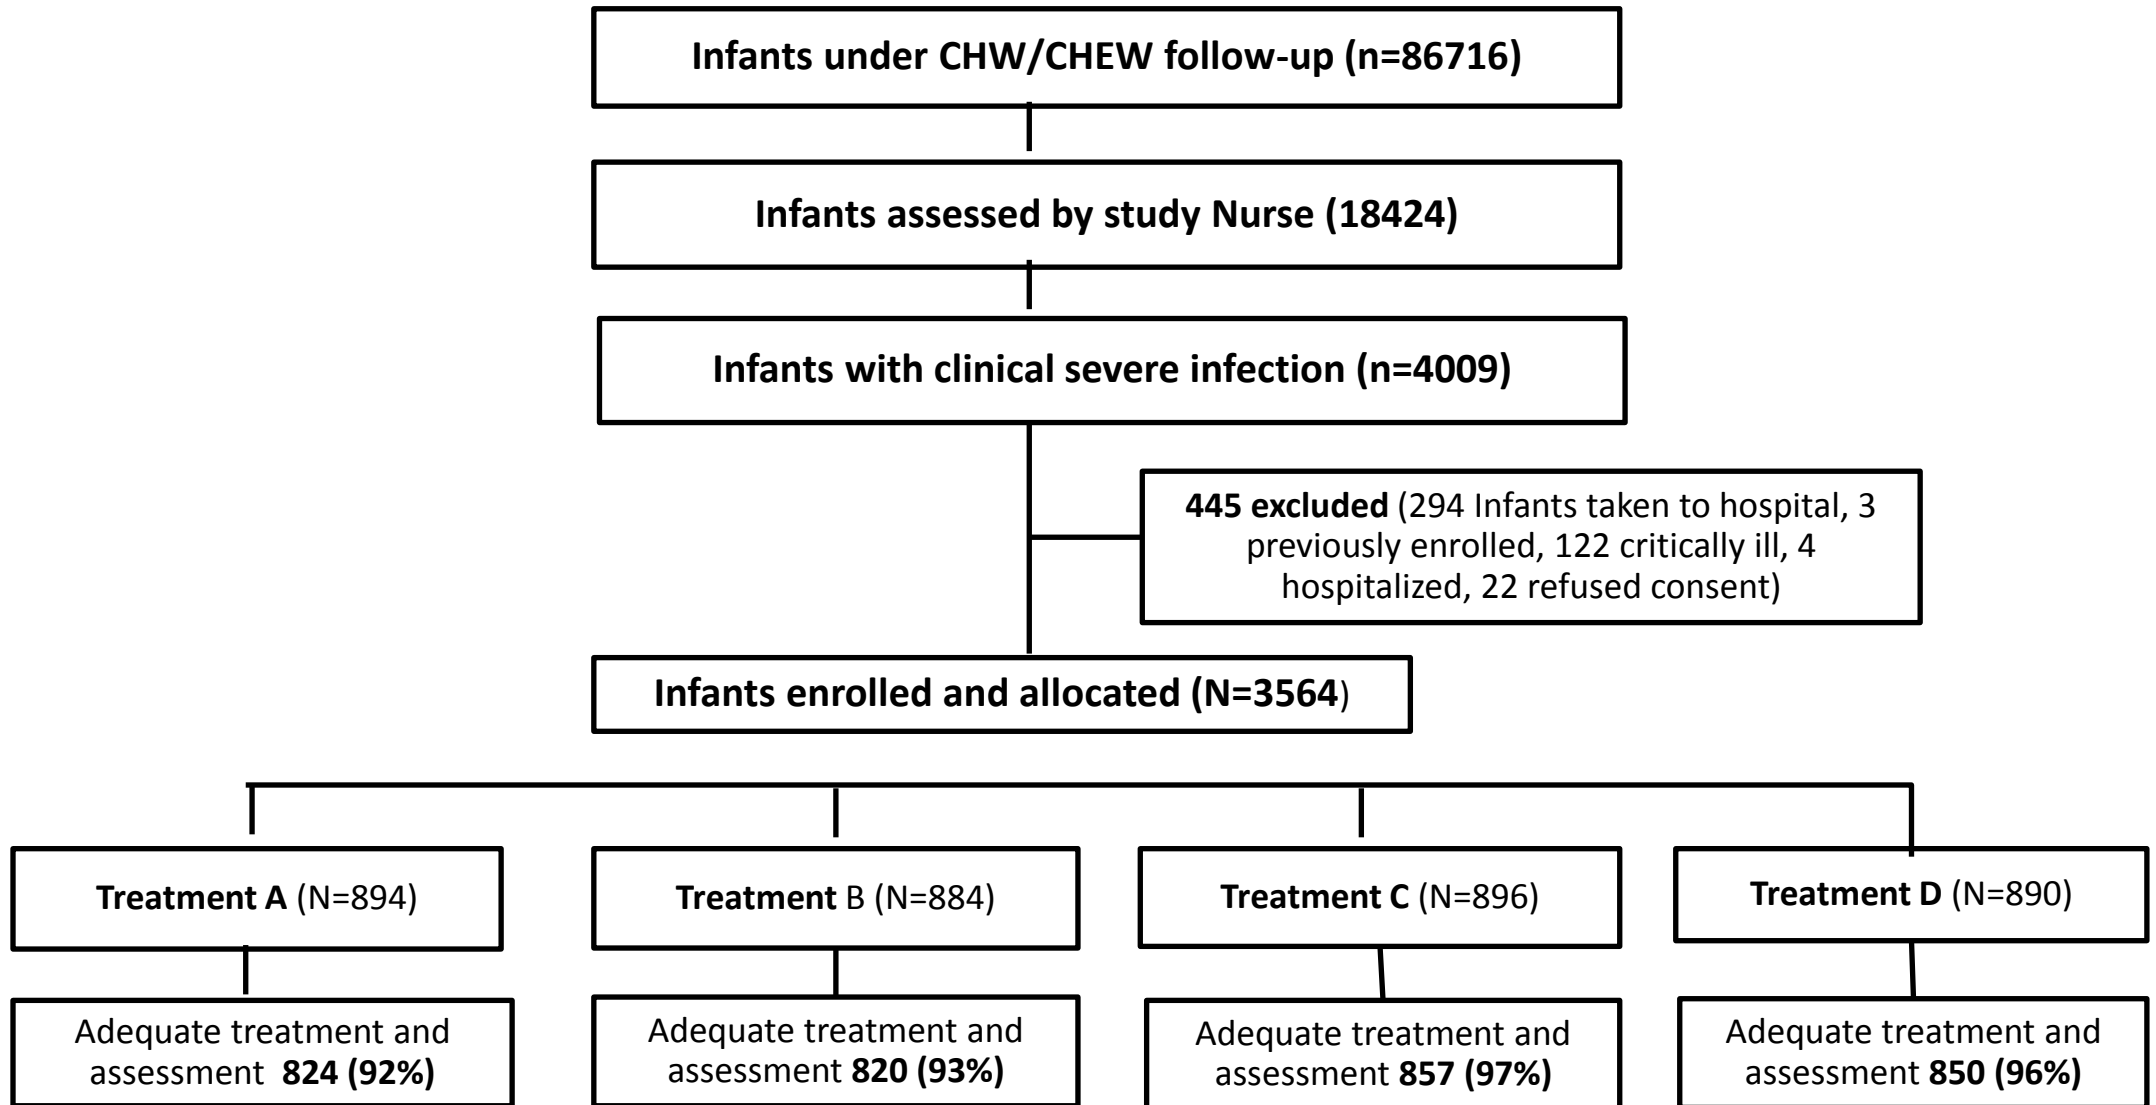 Infants under CHW/CHEW follow-up (n=86716)
Infants assessed by study Nurse (18424)
Infants with clinical severe infection (n=4009)
445 excluded (294 Infants taken to hospital, 3
previously enrolled, 122 critically ill, 4
hospitalized, 22 refused consent)
Infants enrolled and allocated (N=3564)
Treatment A (N=894)
Treatment B (N=884)
Treatment C (N=896)
Treatment D (N=890)
Adequate treatment and
assessment 824 (92%)
Adequate treatment and
assessment 820 (93%)
Adequate treatment and
assessment 857 (97%)
Adequate treatment and
assessment 850 (96%)